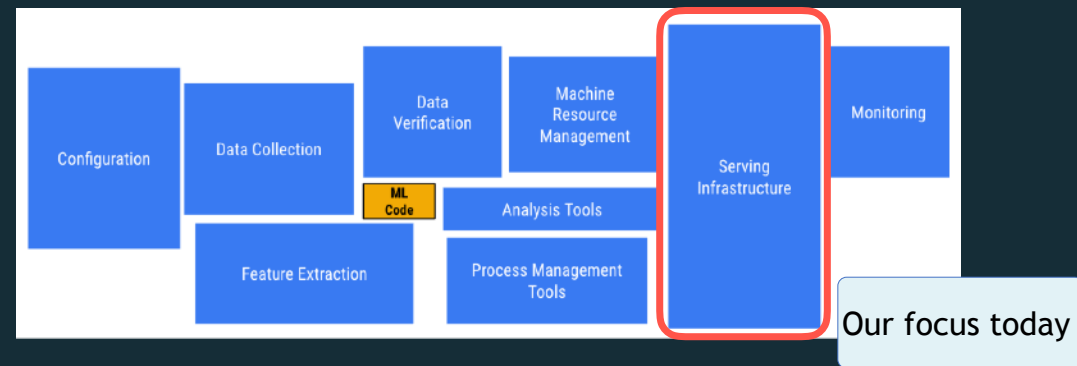 Configuration
Data Collection
Data
Verification
Machine
Resource
Management
Serving
Infrastructure
Monitoring
ML
Code
Analysis Tools
Feature Extraction
Process Management
Tools
Our focus today